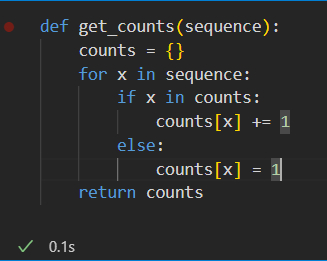 def get_counts(sequence):
    counts = {}
    for x in sequence:
        if x in counts:
            counts[x] += 1
        else:
            counts[x] = 1
    return counts
0.1s